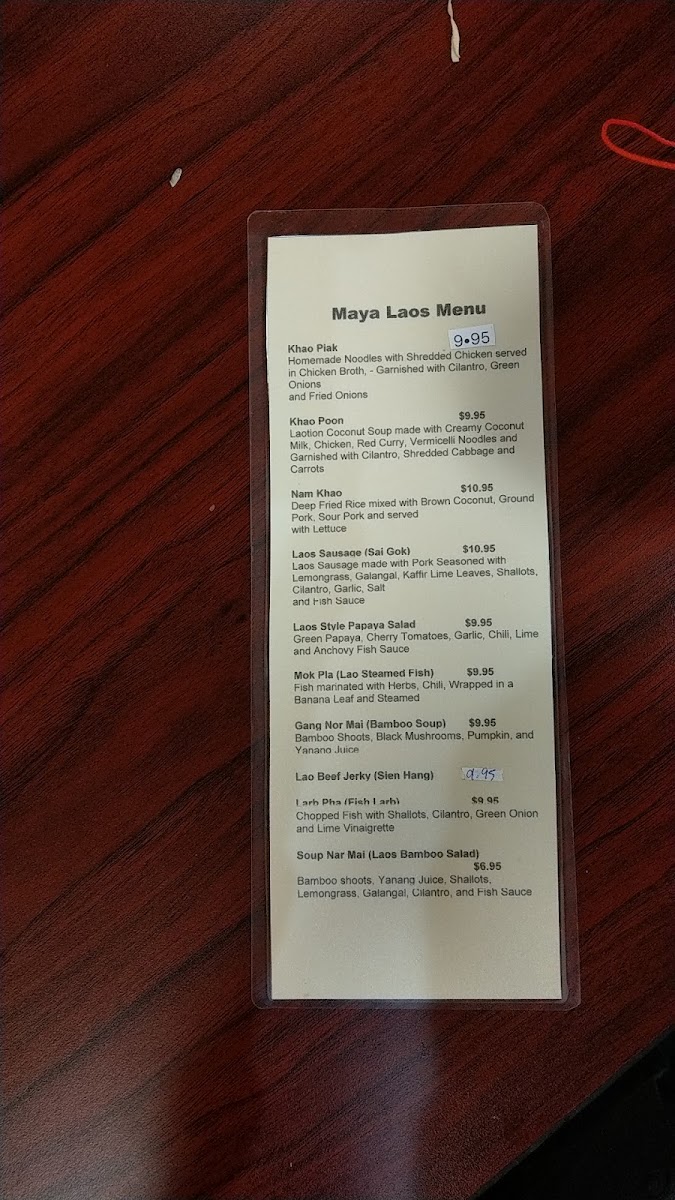 Maya Laos Menu
Khao Piak 9.95
Homemade Noodles with Shredded Chicken served
in Chicken Broth, - Garnished with Cilantro, Green
Onions
and Fried Onions
Khao Poon $9.95
Laotion Coconut Soup made with Creamy Coconut
Milk, Chicken, Red Curry, Vermicelli Noodles and
Garnished with Cilantro, Shredded Cabbage and
Carrots
Nam Khao $10.95
Deep Fried Rice mixed with Brown Coconut, Ground
Pork, Sour Pork and served
with Lettuce
Laos Sausage (Sai Gok) $10.95
Laos Sausage made with Pork Seasoned with
Lemongrass, Galangal, Kaffir Lime Leaves, Shallots,
Cilantro, Garlic, Salt
and Fish Sauce
Laos Style Papaya Salad $9.95
Green Papaya, Cherry Tomatoes, Garlic, Chili, Lime
and Anchovy Fish Sauce
Mok Pla (Lao Steamed Fish) $9.95
Fish marinated with Herbs, Chili, Wrapped in a
Banana Leaf and Steamed
Gang Nor Mai (Bamboo Soup) $9.95
Bamboo Shoots, Black Mushrooms, Pumpkin, and
Yanang Juice
Lao Beef Jerky (Sien Hang) 9.95
Larb Pha (Fish Larb) $9.95
Chopped Fish with Shallots, Cilantro, Green Onion
and Lime Vinaigrette
Soup Nar Mai (Laos Bamboo Salad)
$6.95
Bamboo shoots, Yanang Juice, Shallots,
Lemongrass, Galangal, Cilantro, and Fish Sauce